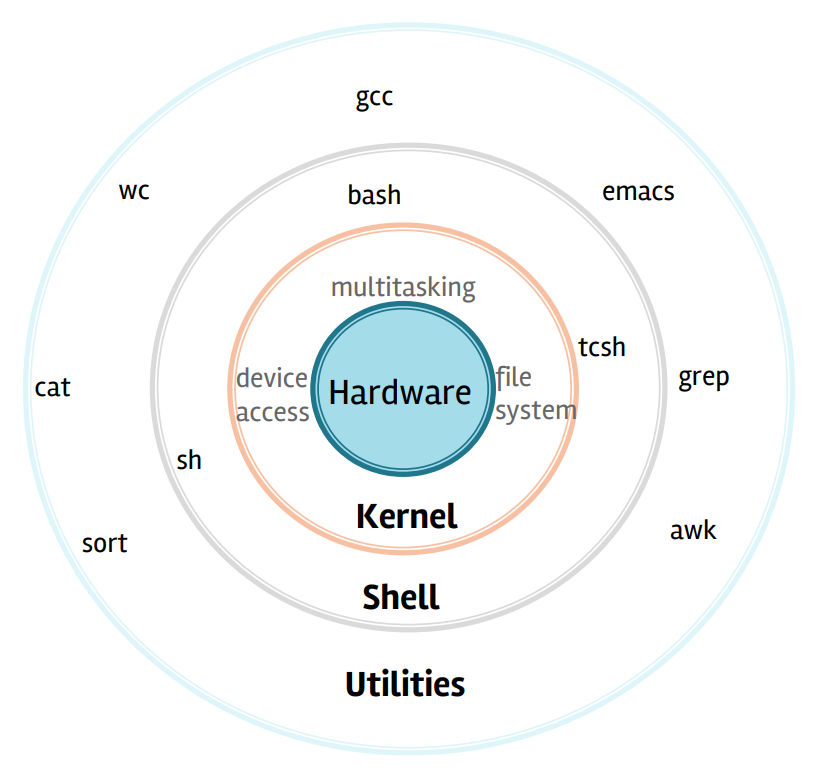 gcc
wc
emacs
bash
multitasking
tcsh
device
access
Hardware
file
system
grep
cat
sh
Kernel
awk
sort
Shell
Utilities